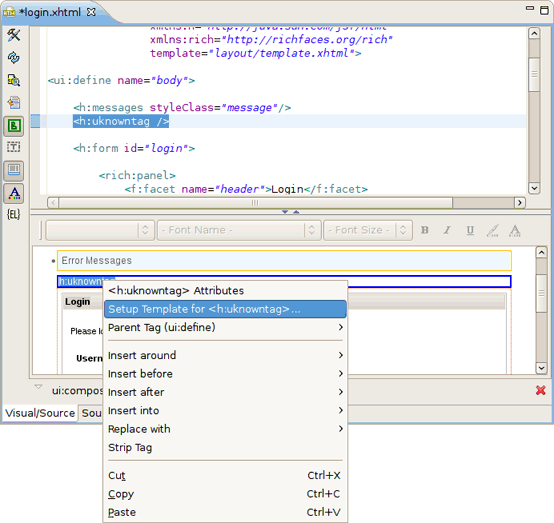 *login.xhtml
xmlns:h="http://java.sun.com/jsf/html"
xmlns:rich="http://richfaces.org/rich"
template="layout/template.xhtml">
<ui:define name="body">
<h:messages styleClass="message"/>
<h:uknowntag />
<h:form id="login">
<rich:panel>
<f:facet name="header">Login</f:facet>
{EL}
- Font Name -
- Font Size -
B I U
Error Messages
h:uknownta
<h:uknowntag> Attributes
Login
Setup Template for <h:uknowntag>...
Please lo
Parent Tag (ui:define)
Usern
Insert around
Insert before
ui:compos
Insert after
Visual/Source
Sou
Insert into
Replace with
Strip Tag
Cut Ctrl+X
Copy Ctrl+C
Paste Ctrl+V